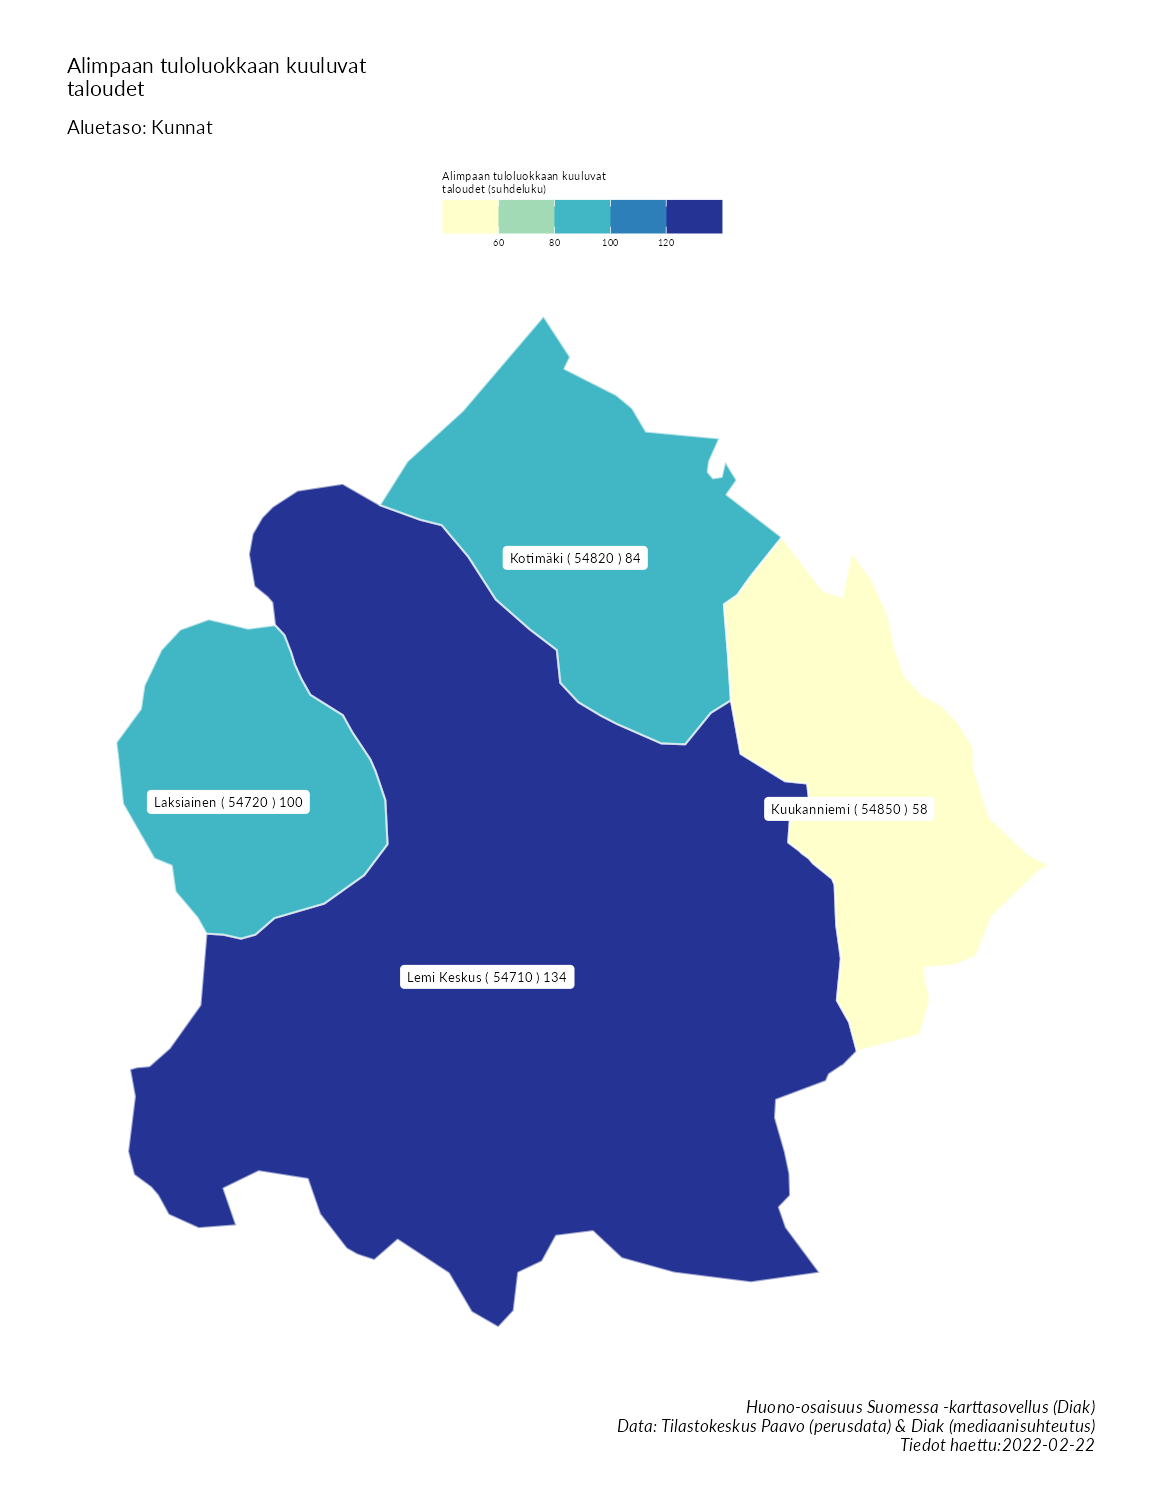 Alimpaan tuloluokkaan kuuluvat
taloudet
Aluetaso: Kunnat
Alimpaan tuloluokkaan kuuluvat
taloudet (suhdeluku)
60 80 100 120
Kotimäki ( 54820 ) 84
Laksiainen ( 54720 ) 100
Kuukanniemi ( 54850 ) 58
Lemi Keskus ( 54710 ) 134
Huono-osaisuus Suomessa -karttasovellus (Diak)
Data: Tilastokeskus Paavo (perusdata) & Diak (mediaanisuhteutus)
Tiedot haettu:2022-02-22